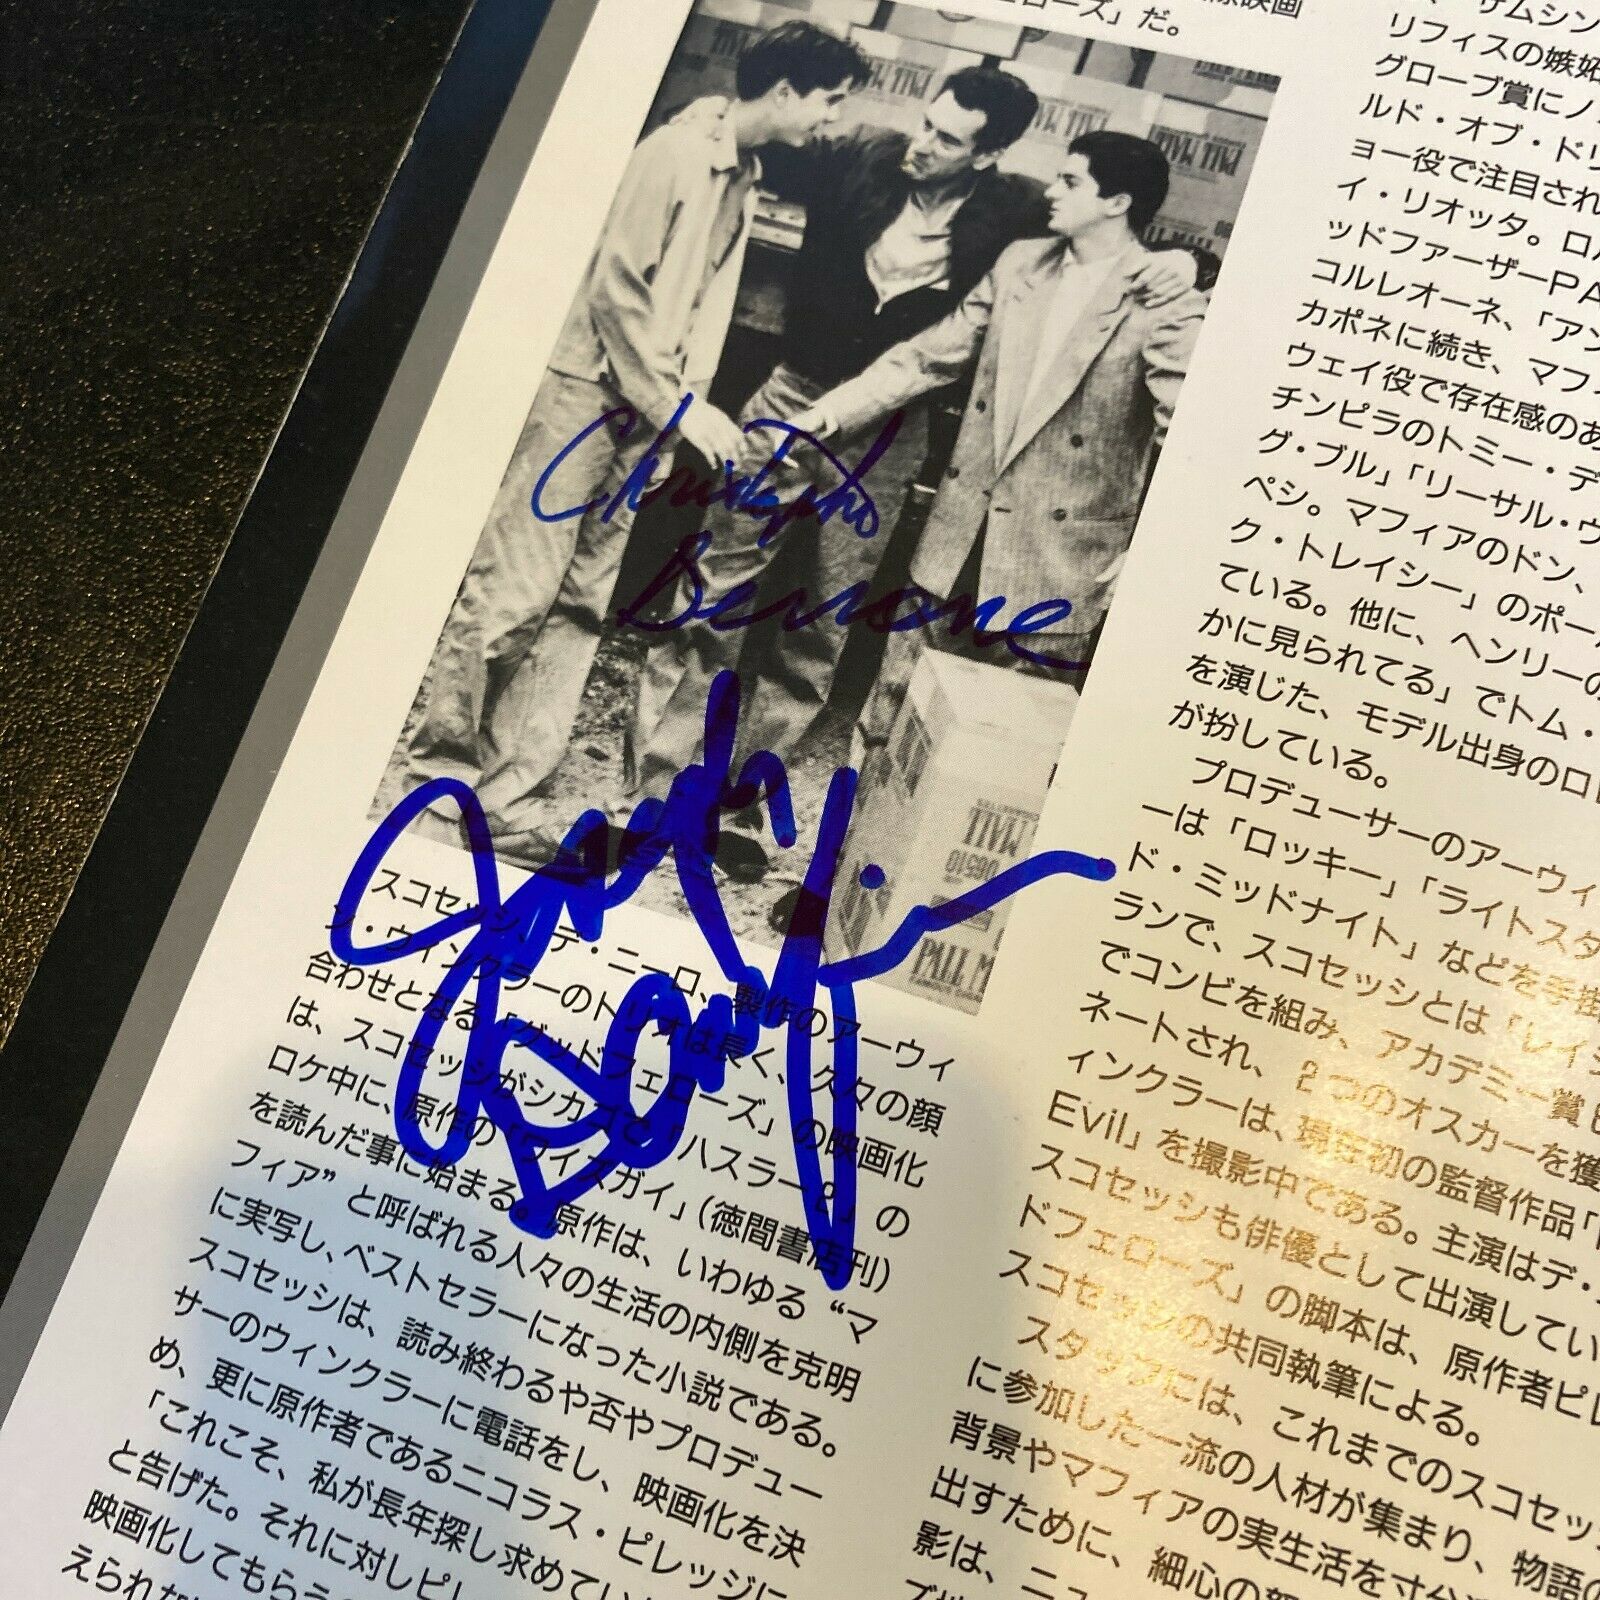 ローズ」だ。
Christopher
Serrone
スコセッシ、デ・ニーロ、製作のアーウィ
ン・ウィンクラーのトリオは長く、久々の顔
合わせとなる「グッドフェローズ」の映画化
は、スコセッシがシカゴで「ハスラー2」の
ロケ中に、原作の「ワイズガイ」(徳間書店刊)
を読んだ事に始まる。原作は、いわゆる“マ
フィア”と呼ばれる人々の生活の内側を克明
に実写し、ベストセラーになった小説である。
スコセッシは、読み終わるや否やプロデュー
サーのウィンクラーに電話をし、映画化を決
め、更に原作者であるニコラス・ピレッジに
「これこそ、私が長年探し求めてい
と告げた。それに対しピレ
映画化してもらう
えられな
サムシン
リフィスの嫉妬
グローブ賞にノ
ルド・オブ・ドリ
ョー役で注目され
イ・リオッタ。ロ
ッドファーザーPA
コルレオーネ、「アン
カポネに続き、マフ
ウェイ役で存在感のあ
チンピラのトミー・デ
グ・ブル」「リーサル・ウ
ペシ。マフィアのドン、
ク・トレイシー」のポー
ている。他に、ヘンリーの
かに見られてる」でトム・
を演じた、モデル出身のロ
が扮している。
プロデューサーのアーウィ
ーは「ロッキー」「ライトスタ
ド・ミッドナイト」などを手掛
ランで、スコセッシとは「レイジ
でコンビを組み、アカデミー賞
ネートされ、2つのオスカーを獲
ィンクラーは、現在初の監督作品「
Evil」を撮影中である。主演はデ・
スコセッシも俳優として出演してい
ドフェローズ」の脚本は、原作者ピレ
スコセッシの共同執筆による。
スタッフには、これまでのスコセッ
に参加した一流の人材が集まり、物語の
背景やマフィアの実生活を寸分
出すために、細心の
影は、ニュ
PALL M